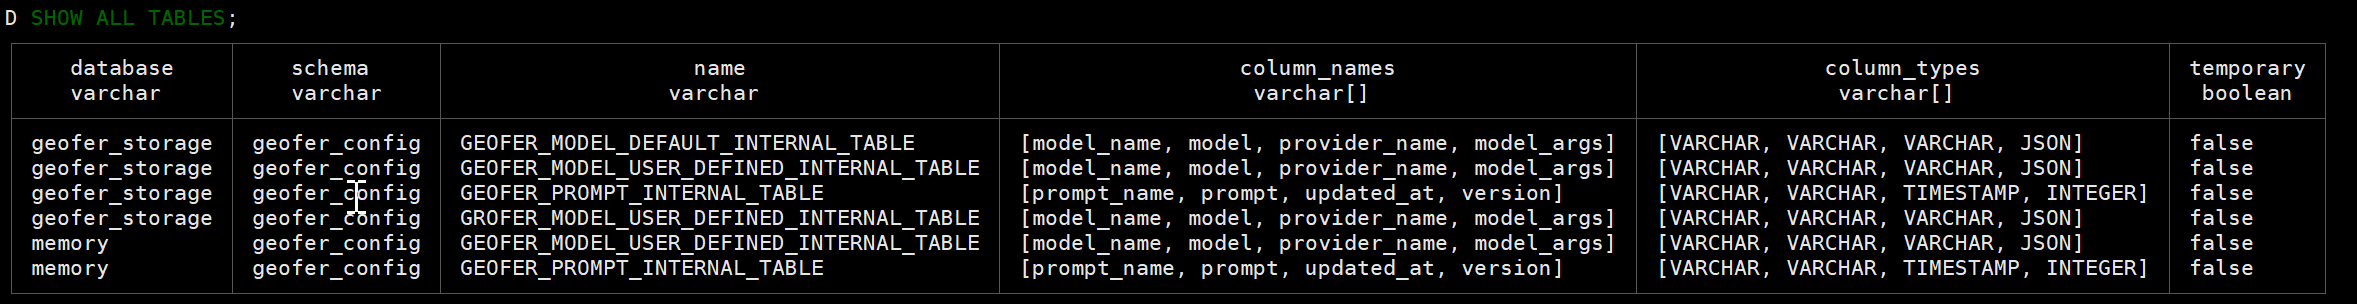 D SHOW ALL TABLES;
database schema name column_names column_types temporary
varchar varchar varchar varchar[] varchar[] boolean
geofer_storage geofer_config GEOFER_MODEL_DEFAULT_INTERNAL_TABLE [model_name, model, provider_name, model_args] [VARCHAR, VARCHAR, VARCHAR, JSON] false
geofer_storage geofer_config GEOFER_MODEL_USER_DEFINED_INTERNAL_TABLE [model_name, model, provider_name, model_args] [VARCHAR, VARCHAR, VARCHAR, JSON] false
geofer_storage geofer_config GEOFER_PROMPT_INTERNAL_TABLE [prompt_name, prompt, updated_at, version] [VARCHAR, VARCHAR, TIMESTAMP, INTEGER] false
geofer_storage geofer_config GROFER_MODEL_USER_DEFINED_INTERNAL_TABLE [model_name, model, provider_name, model_args] [VARCHAR, VARCHAR, VARCHAR, JSON] false
memory geofer_config GEOFER_MODEL_USER_DEFINED_INTERNAL_TABLE [model_name, model, provider_name, model_args] [VARCHAR, VARCHAR, VARCHAR, JSON] false
memory geofer_config GEOFER_PROMPT_INTERNAL_TABLE [prompt_name, prompt, updated_at, version] [VARCHAR, VARCHAR, TIMESTAMP, INTEGER] false